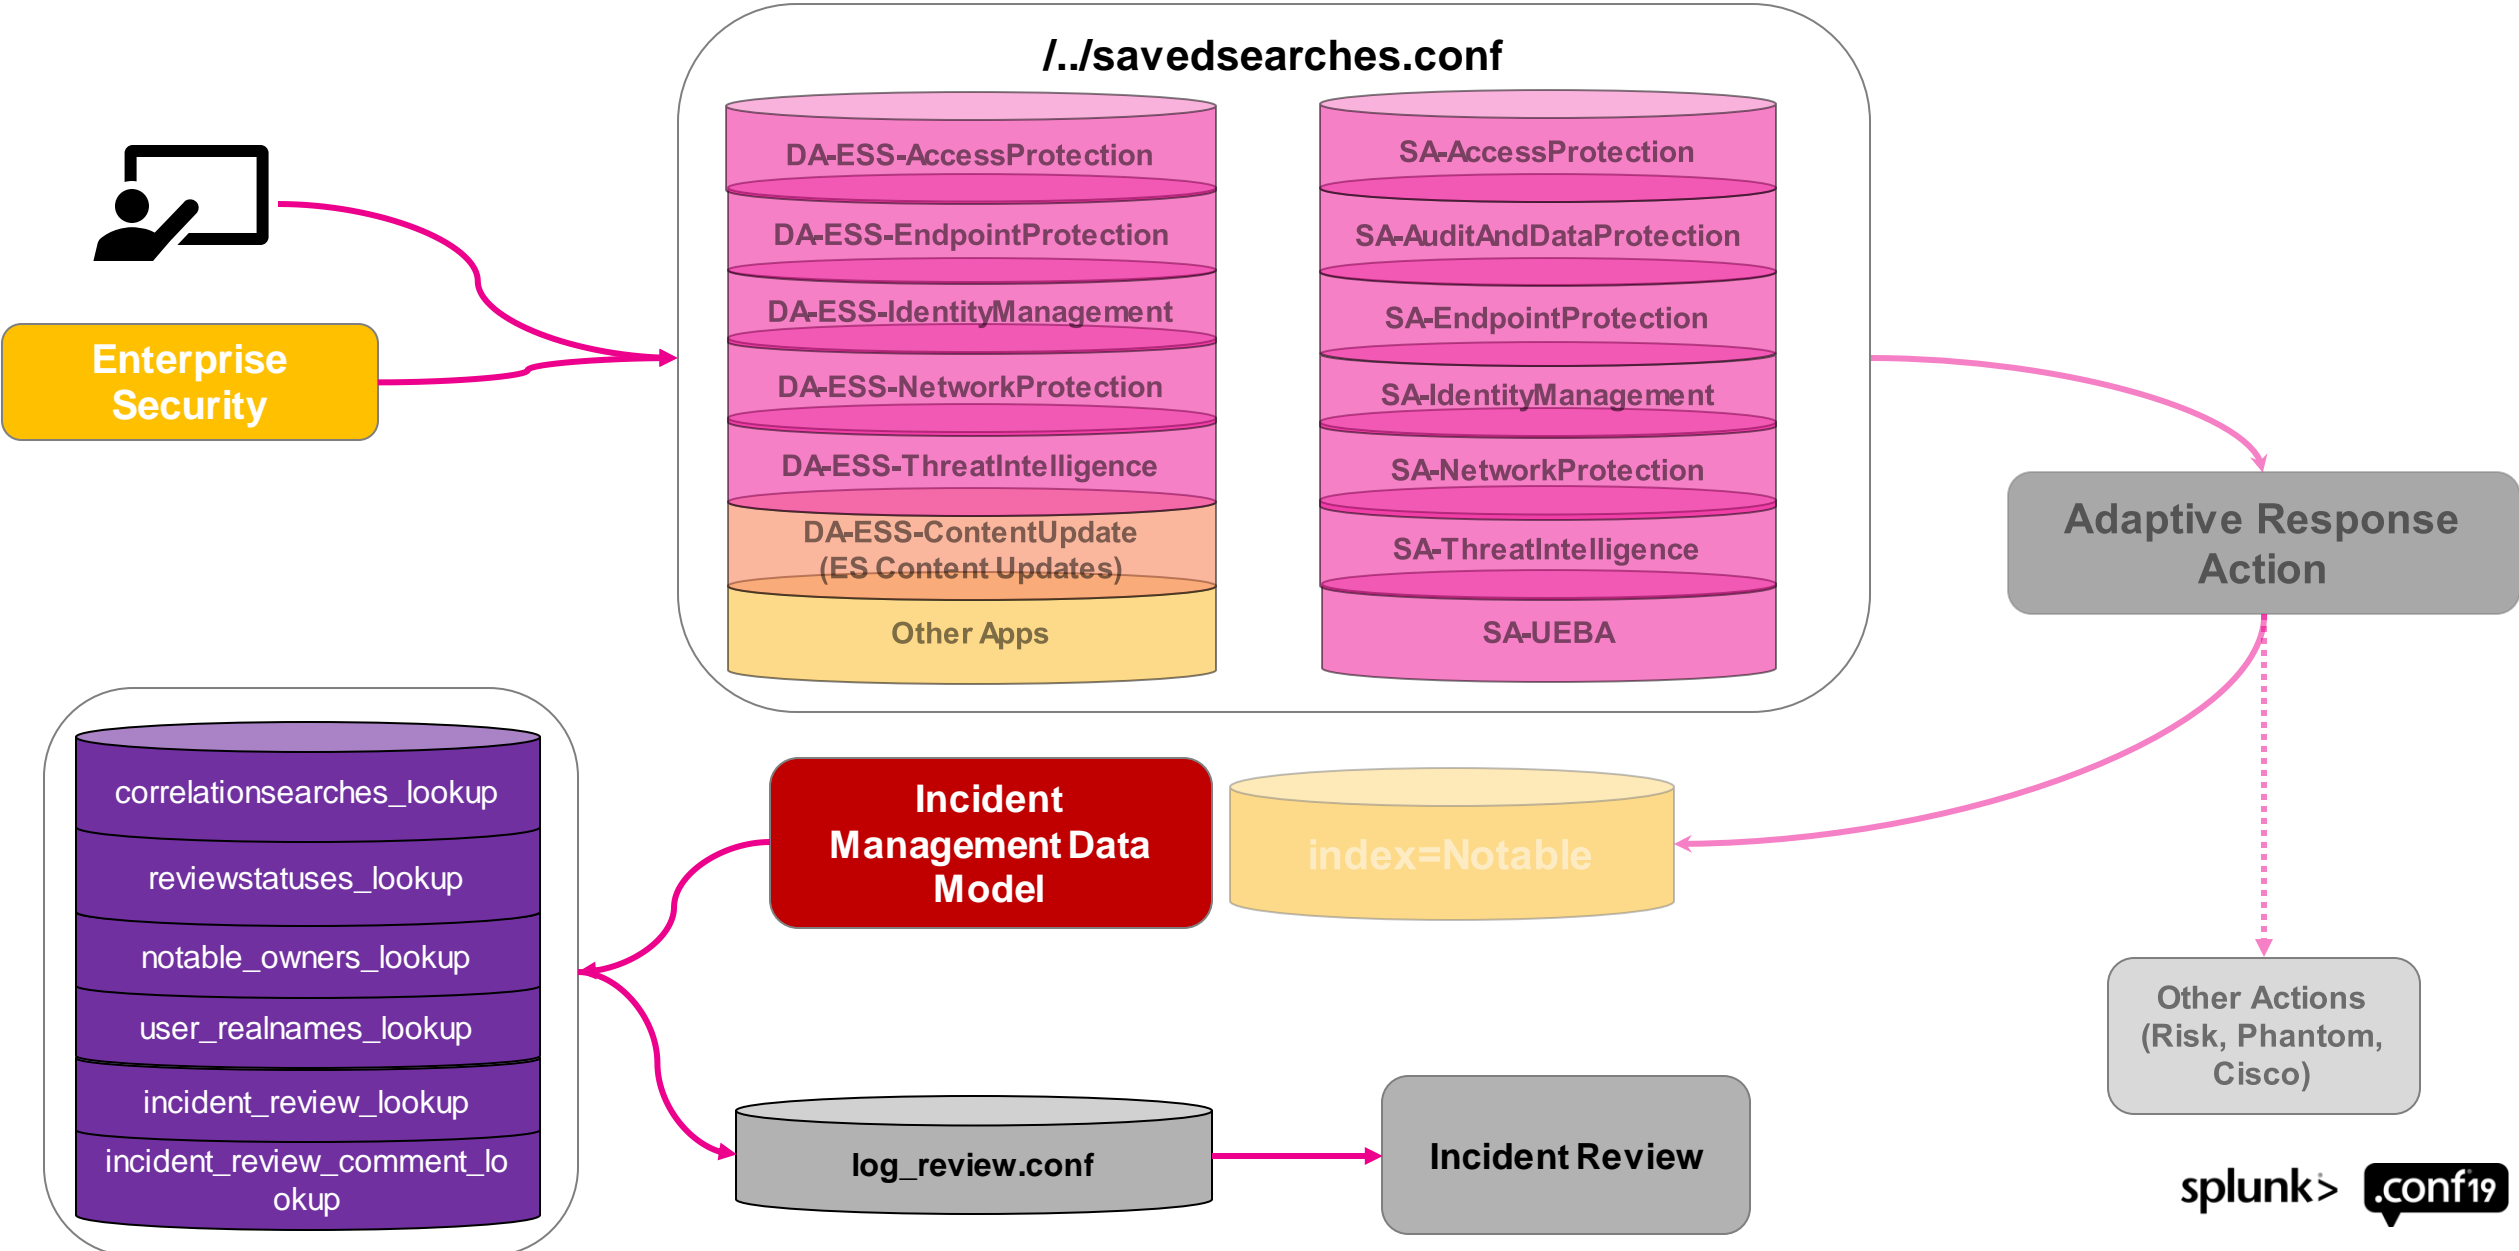 /../savedsearches.conf
DA-ESS-AccessProtection
DA-ESS-EndpointProtection
DA-ESS-IdentityManagement
DA-ESS-NetworkProtection
DA-ESS-ThreatIntelligence
DA-ESS-ContentUpdate
(ES Content Updates)
Other Apps
SA-AccessProtection
SA-AuditAndDataProtection
SA-EndpointProtection
SA-IdentityManagement
SA-NetworkProtection
SA-ThreatIntelligence
SA-UEBA
Enterprise
Security
Adaptive Response
Action
correlationsearches_lookup
reviewstatuses_lookup
notable_owners_lookup
user_realnames_lookup
incident_review_lookup
incident_review_comment_lo
okup
Incident
Management Data
Model
index=Notable
Other Actions
(Risk, Phantom,
Cisco)
log_review.conf
Incident Review
splunk> .conf19